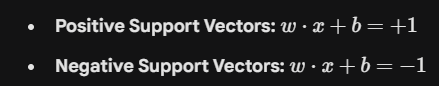 • Positive Support Vectors: w · x + b = +1
• Negative Support Vectors: w · x + b = −1